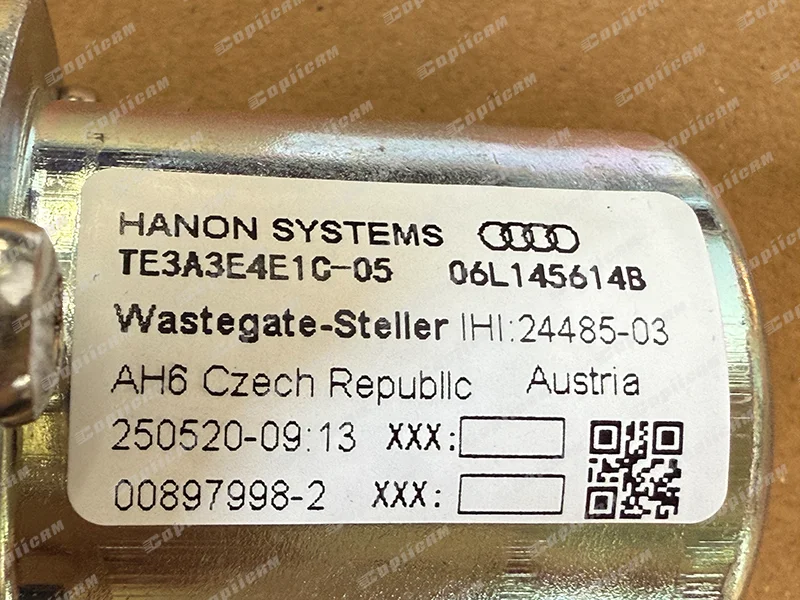 HANON SYSTEMS
TE3A3E4E1C-05 06L145614B
Wastegate-Steller IHI:24485-03
AH6 Czech Republic Austria
250520-09:13 XXX:
00897998-2 XXX:
CopiicAM